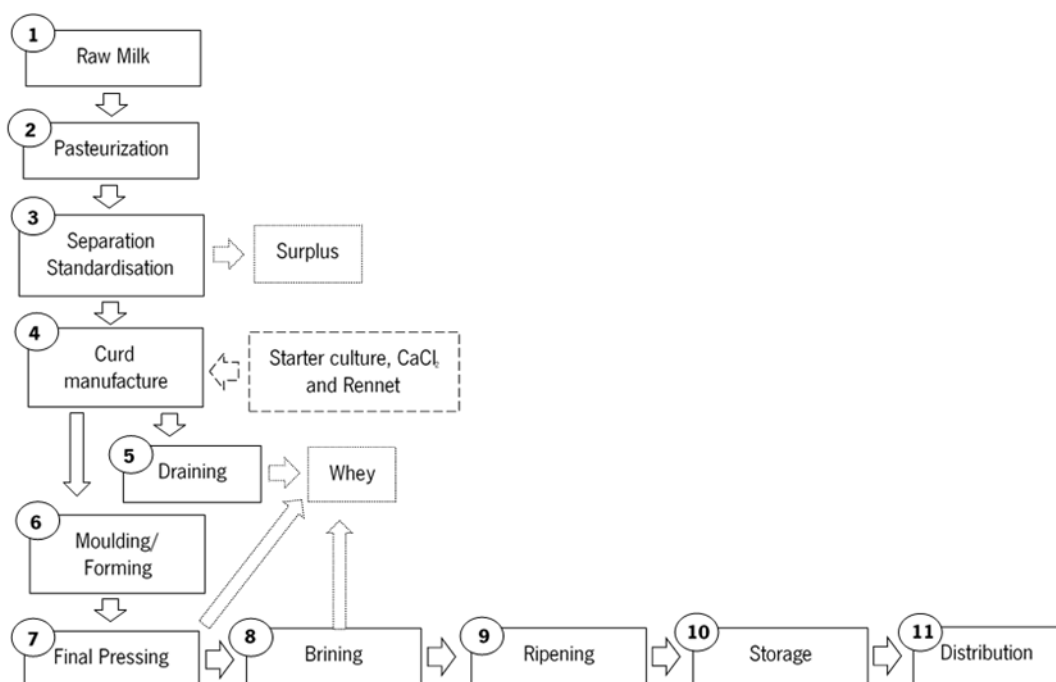 1
Raw Milk
2
Pasteurization
3
Separation
Standardisation
Surplus
4
Curd
manufacture
Starter culture, CaCl₂
and Rennet
5
Draining
Whey
6
Moulding/
Forming
7
Final Pressing
8
Brining
9
Ripening
10
Storage
11
Distribution